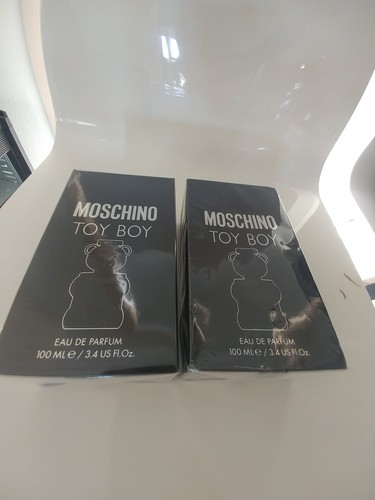 MOSCHINO
TOY BOY
EAU DE PARFUM
100 ML ℮ / 3.4 US Fl.Oz.
MOSCHINO
TOY BOY
EAU DE PARFUM
100 ML ℮ / 3.4 US Fl.Oz.